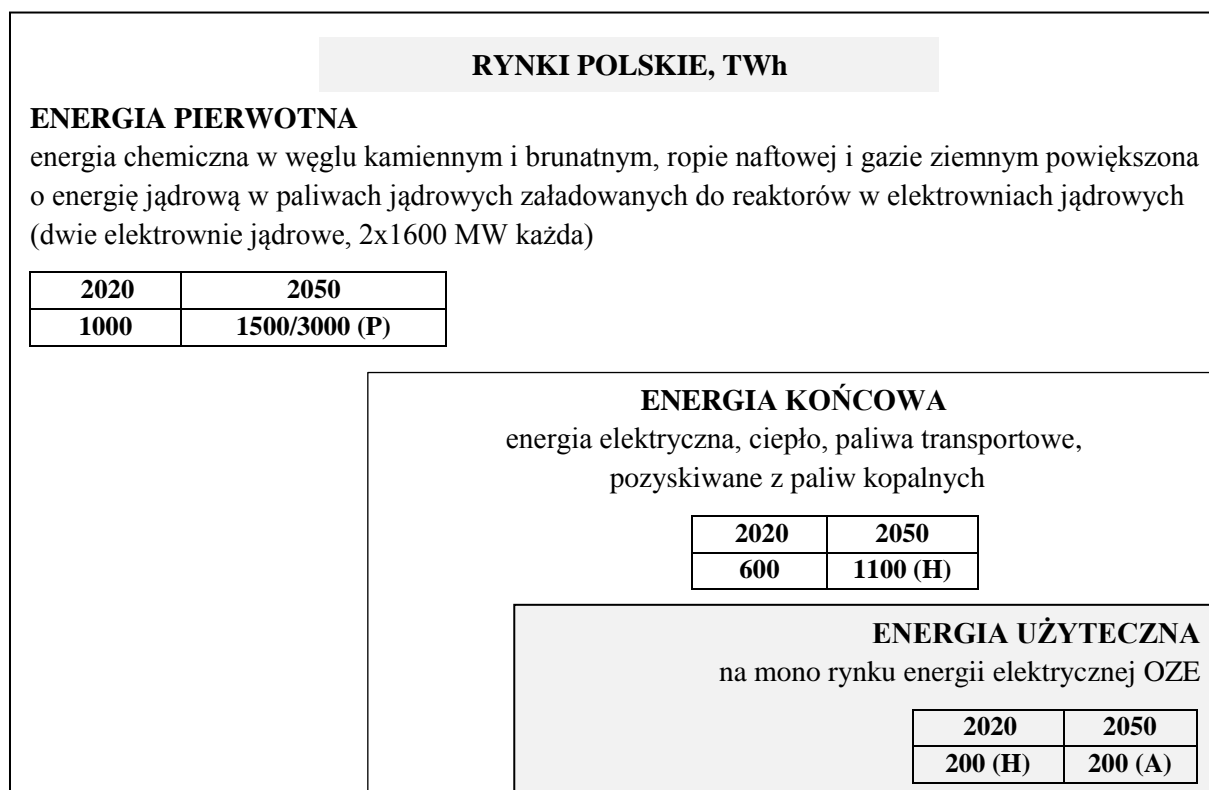 RYNKI POLSKIE, TWh
ENERGIA PIERWOTNA
energia chemiczna w węglu kamiennym i brunatnym, ropie naftowej i gazie ziemnym powiększona
o energię jądrową w paliwach jądrowych załadowanych do reaktorów w elektrowniach jądrowych
(dwie elektrownie jądrowe, 2x1600 MW każda)
2020 2050
1000 1500/3000 (P)
ENERGIA KOŃCOWA
energia elektryczna, ciepło, paliwa transportowe,
pozyskiwane z paliw kopalnych
2020 2050
600 1100 (H)
ENERGIA UŻYTECZNA
na mono rynku energii elektrycznej OZE
2020 2050
200 (H) 200 (A)